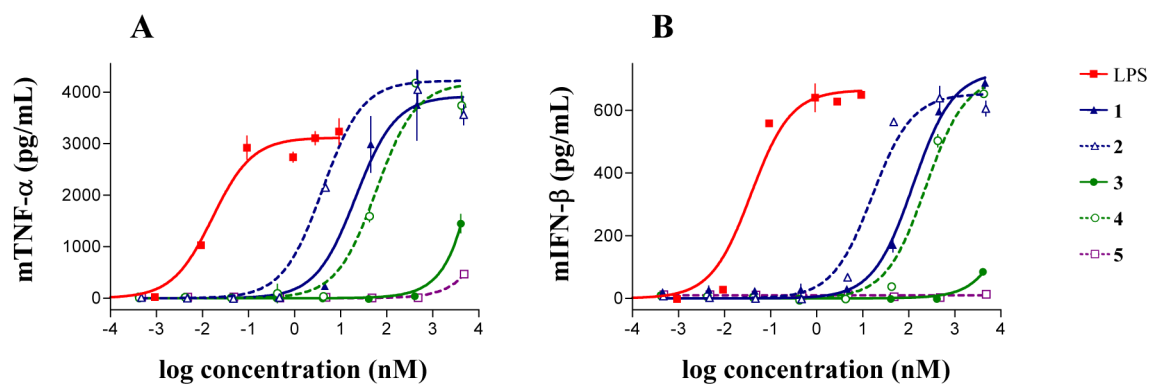 A
mTNF-α (pg/mL)
4000
3000
2000
1000
0
-4 -3 -2 -1 0 1 2 3 4
log concentration (nM)
B
mIFN-β (pg/mL)
600
400
200
0
-4 -3 -2 -1 0 1 2 3 4
log concentration (nM)
LPS
1
2
3
4
5